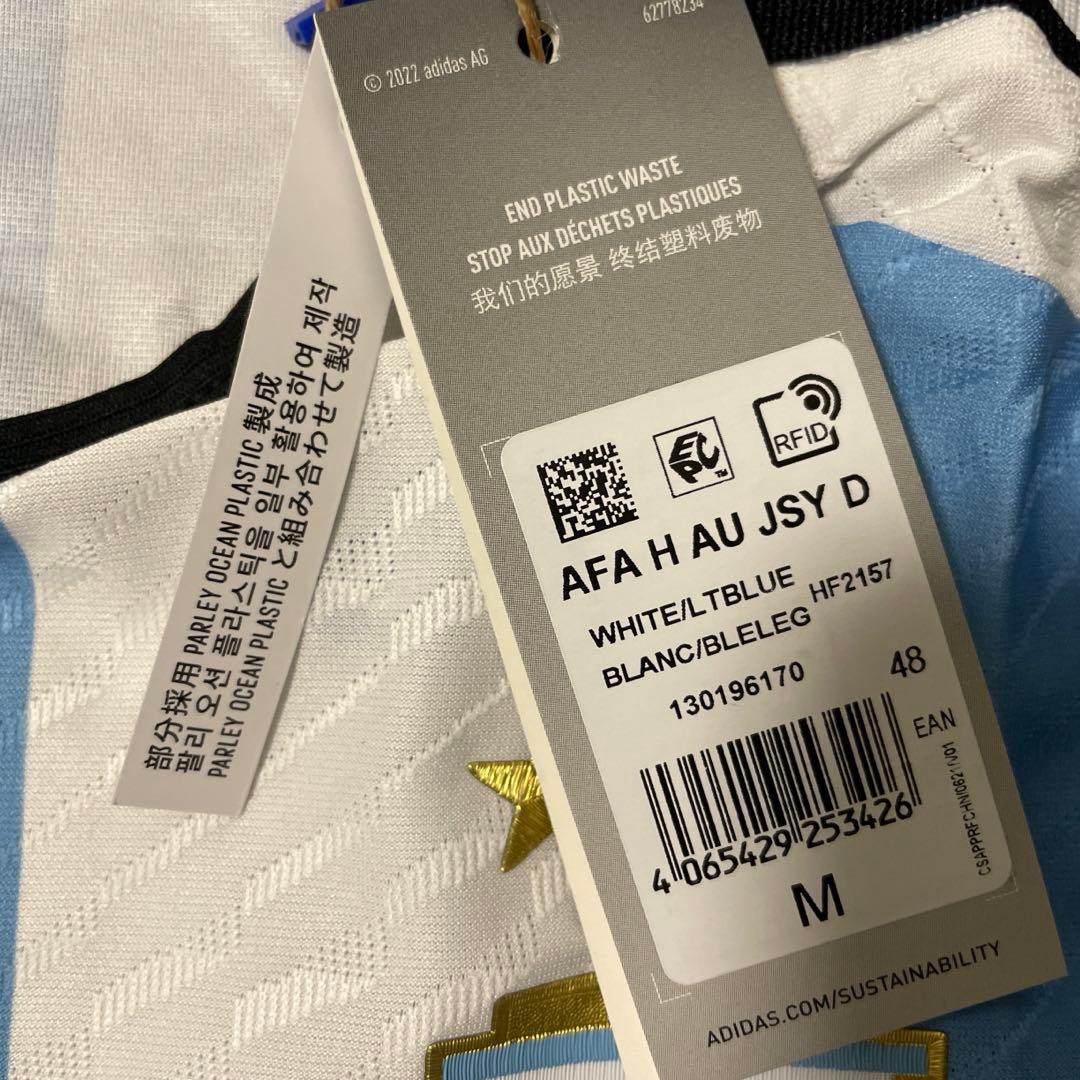 62778234
© 2022 adidas AG
END PLASTIC WASTE
STOP AUX DÉCHETS PLASTIQUES
我们的愿景 终结塑料废物
EPC™
RFID
AFA H AU JSY D
WHITE/LTBLUE
BLANC/BLELEG
HF2157
130196170
48
EAN
4 065429 253426
M
CSAPPRFCHNI0621V01
ADIDAS.COM/SUSTAINABILITY
部分採用 PARLEY OCEAN PLASTIC 製成
팔리 오션 플라스틱을 일부 활용하여 제작
PARLEY OCEAN PLASTIC と組み合わせて製造